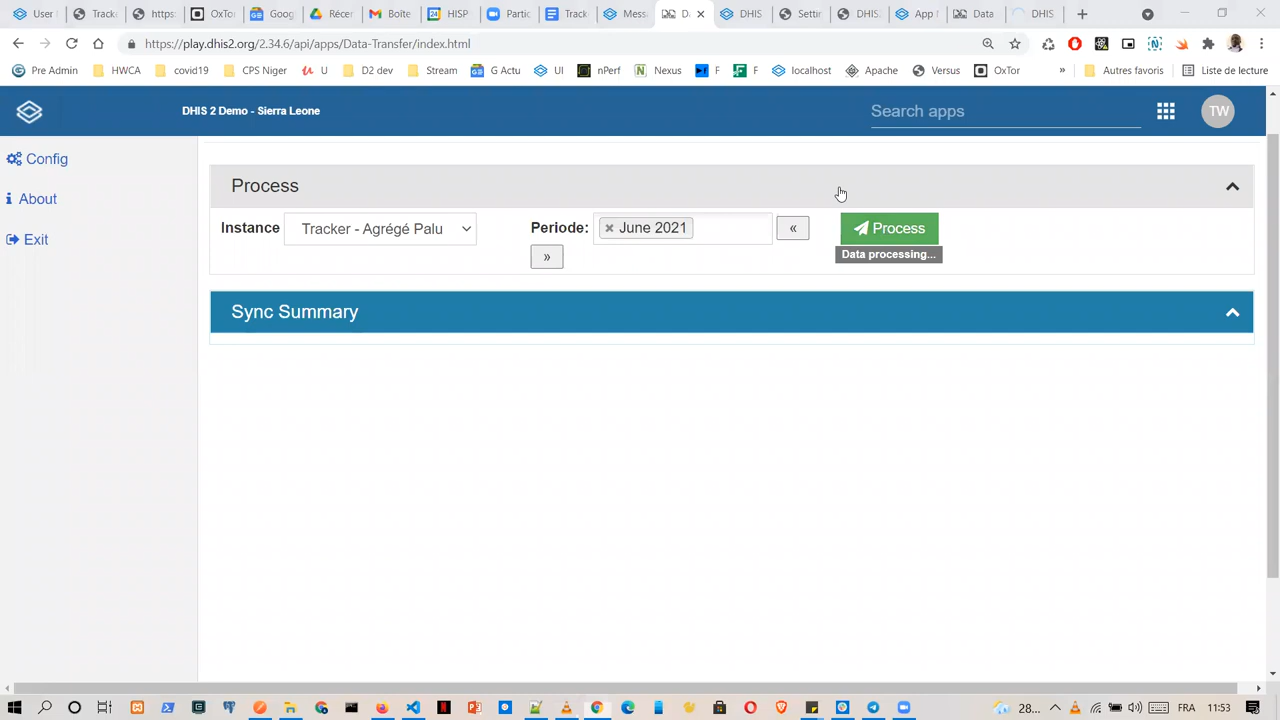 User
Track
https:
OxTor
Goog
Récer
Boîte
HISP
Partic
Track
Mess
D
DHIS
Settir
DHIS
App M
Data
DHIS
https://play.dhis2.org/2.34.6/api/apps/Data-Transfer/index.html
Pre Admin
HWCA
covid19
CPS Niger
U
D2 dev
Stream
G Actu
UI
nPerf
Nexus
F
F
localhost
Apache
Versus
OxTor
»
Autres favoris
Liste de lecture
DHIS 2 Demo - Sierra Leone
Search apps
TW
Config
About
Exit
Process
Instance
Tracker - Agrégé Palu
Periode:
× June 2021
«
Process
»
Data processing...
Sync Summary
28...
FRA
11:53